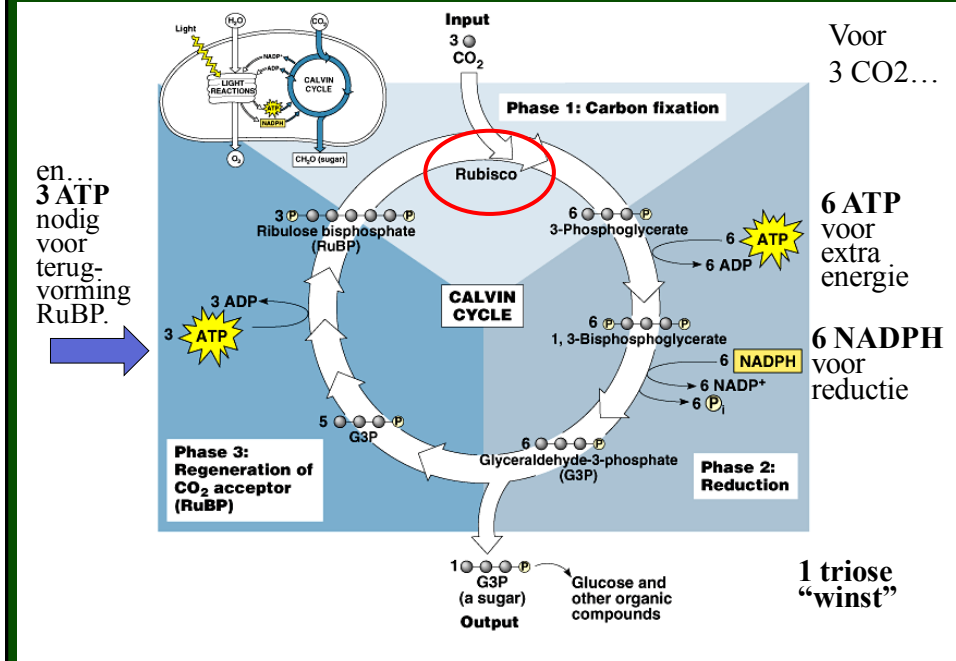 Input
3
CO2
Voor
3 CO2…
Light
H2O
CO2
NADP+
ADP
LIGHT
REACTIONS
CALVIN
CYCLE
ATP
NADPH
O2
CH2O (sugar)
Phase 1: Carbon fixation
Rubisco
en…
3 ATP
nodig
voor
terug-
vorming
RuBP.
3 P P
Ribulose bisphosphate
(RuBP)
6 P
3-Phosphoglycerate
6 ATP
6 ADP
6 ATP
voor
extra
energie
CALVIN
CYCLE
3 ADP
3 ATP
6 P P
1, 3-Bisphosphoglycerate
6 NADPH
6 NADP+
6 Pi
6 NADPH
voor
reductie
5 P
G3P
6 P
Glyceraldehyde-3-phosphate
(G3P)
Phase 3:
Regeneration of
CO2 acceptor
(RuBP)
Phase 2:
Reduction
1 P
G3P
(a sugar)
Output
Glucose and
other organic
compounds
1 triose
“winst”